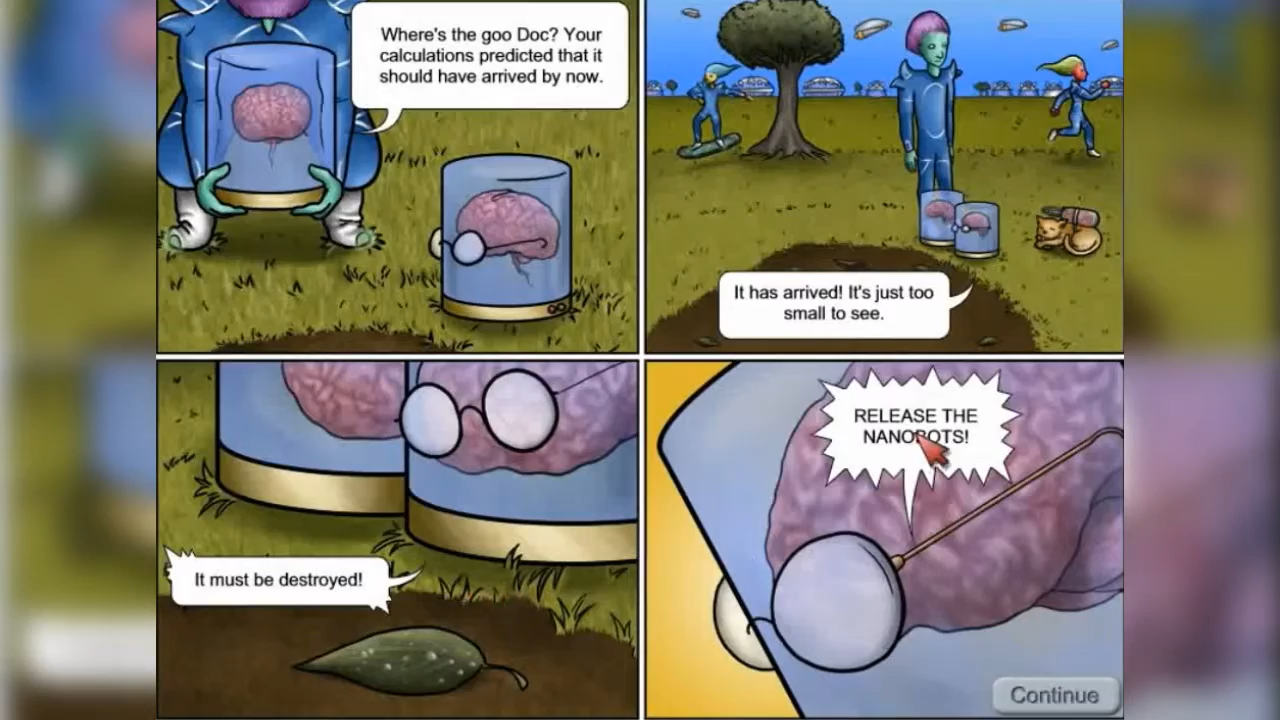 Where's the goo Doc? Your
calculations predicted that it
should have arrived by now.
It has arrived! It's just too
small to see.
It must be destroyed!
RELEASE THE
NANOBOTS!
Continue